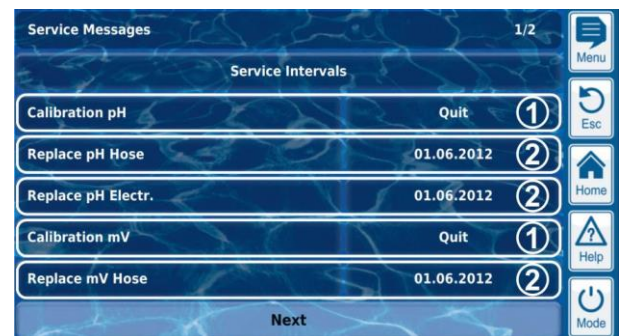 Service Messages 1/2
Service Intervals
Calibration pH Quit 1
Replace pH Hose 01.06.2012 2
Replace pH Electr. 01.06.2012 2
Calibration mV Quit 1
Replace mV Hose 01.06.2012 2
Next
Menu
Esc
Home
? 
Help
Mode